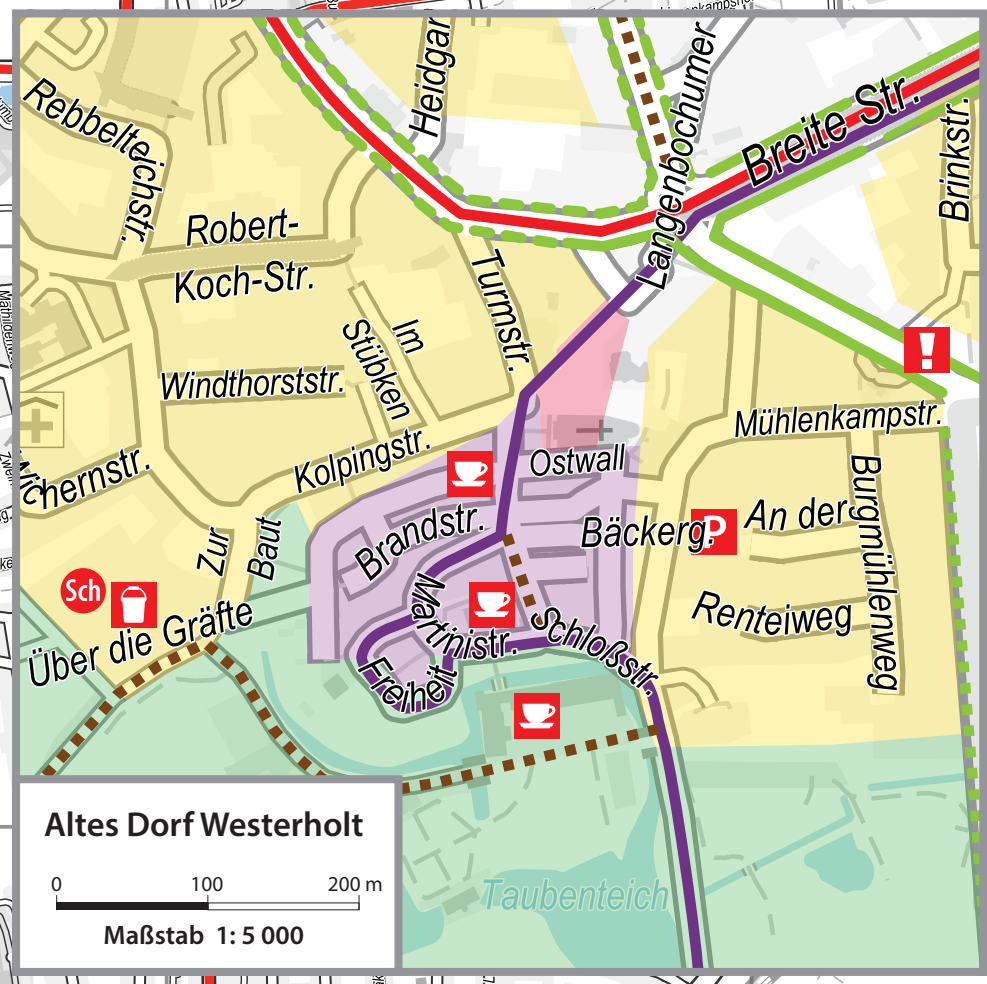 Heidgar
Langenbochumer
Breite Str.
Brinkstr.
Rebbelteichstr.
Robert-
Koch-Str.
Turmstr.
Im
Stübken
Windthorststr.
Kolpingstr.
Mühlenkampstr.
Ostwall
Brandstr.
Bäckerg.
P
An der
Burgmühlenweg
Zur
Baut
Sch
Über die Gräfte
Martinistr.
Schloßstr.
Freiheit
Renteiweg
Taubenteich
Altes Dorf Westerholt
0 100 200 m
Maßstab 1: 5 000